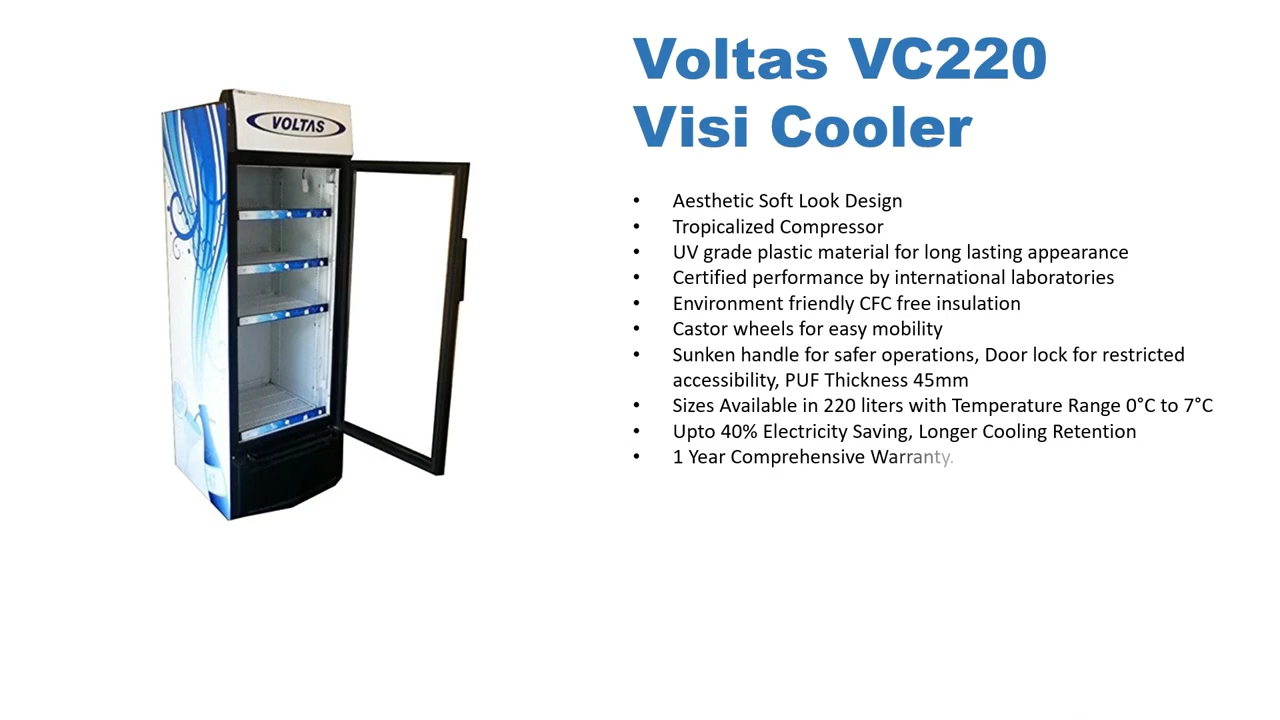 VOLTAS
Voltas VC220
Visi Cooler
• Aesthetic Soft Look Design
• Tropicalized Compressor
• UV grade plastic material for long lasting appearance
• Certified performance by international laboratories
• Environment friendly CFC free insulation
• Castor wheels for easy mobility
• Sunken handle for safer operations, Door lock for restricted
accessibility, PUF Thickness 45mm
• Sizes Available in 220 liters with Temperature Range 0°C to 7°C
• Upto 40% Electricity Saving, Longer Cooling Retention
• 1 Year Comprehensive Warranty.